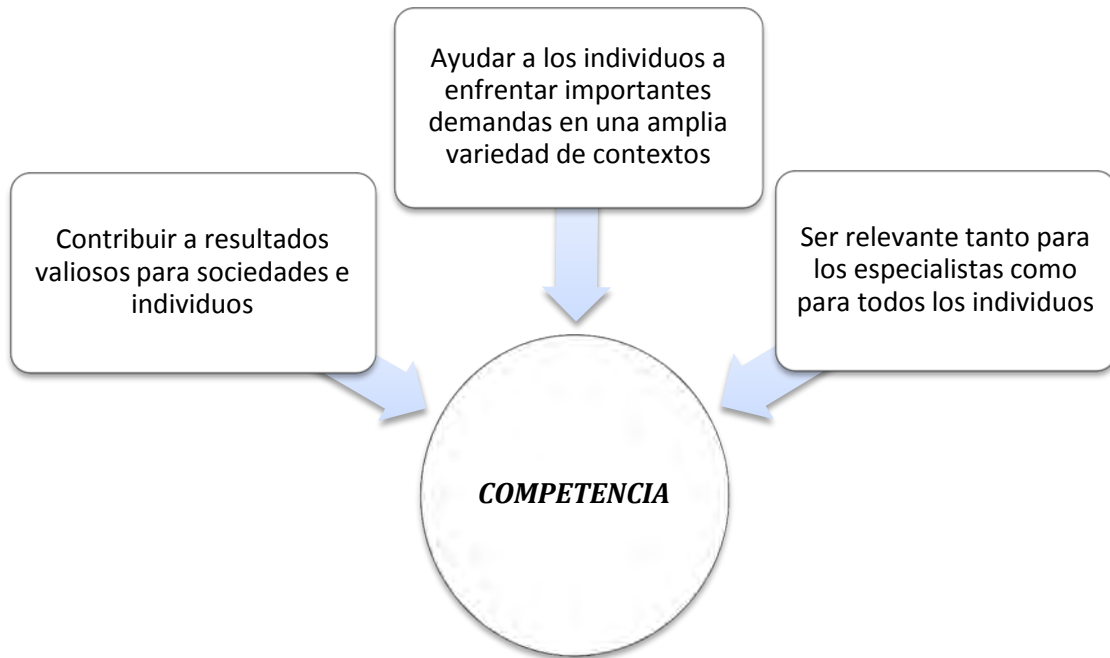 Ayudar a los individuos a
enfrentar importantes
demandas en una amplia
variedad de contextos
Contribuir a resultados
valiosos para sociedades e
individuos
Ser relevante tanto para
los especialistas como
para todos los individuos
COMPETENCIA